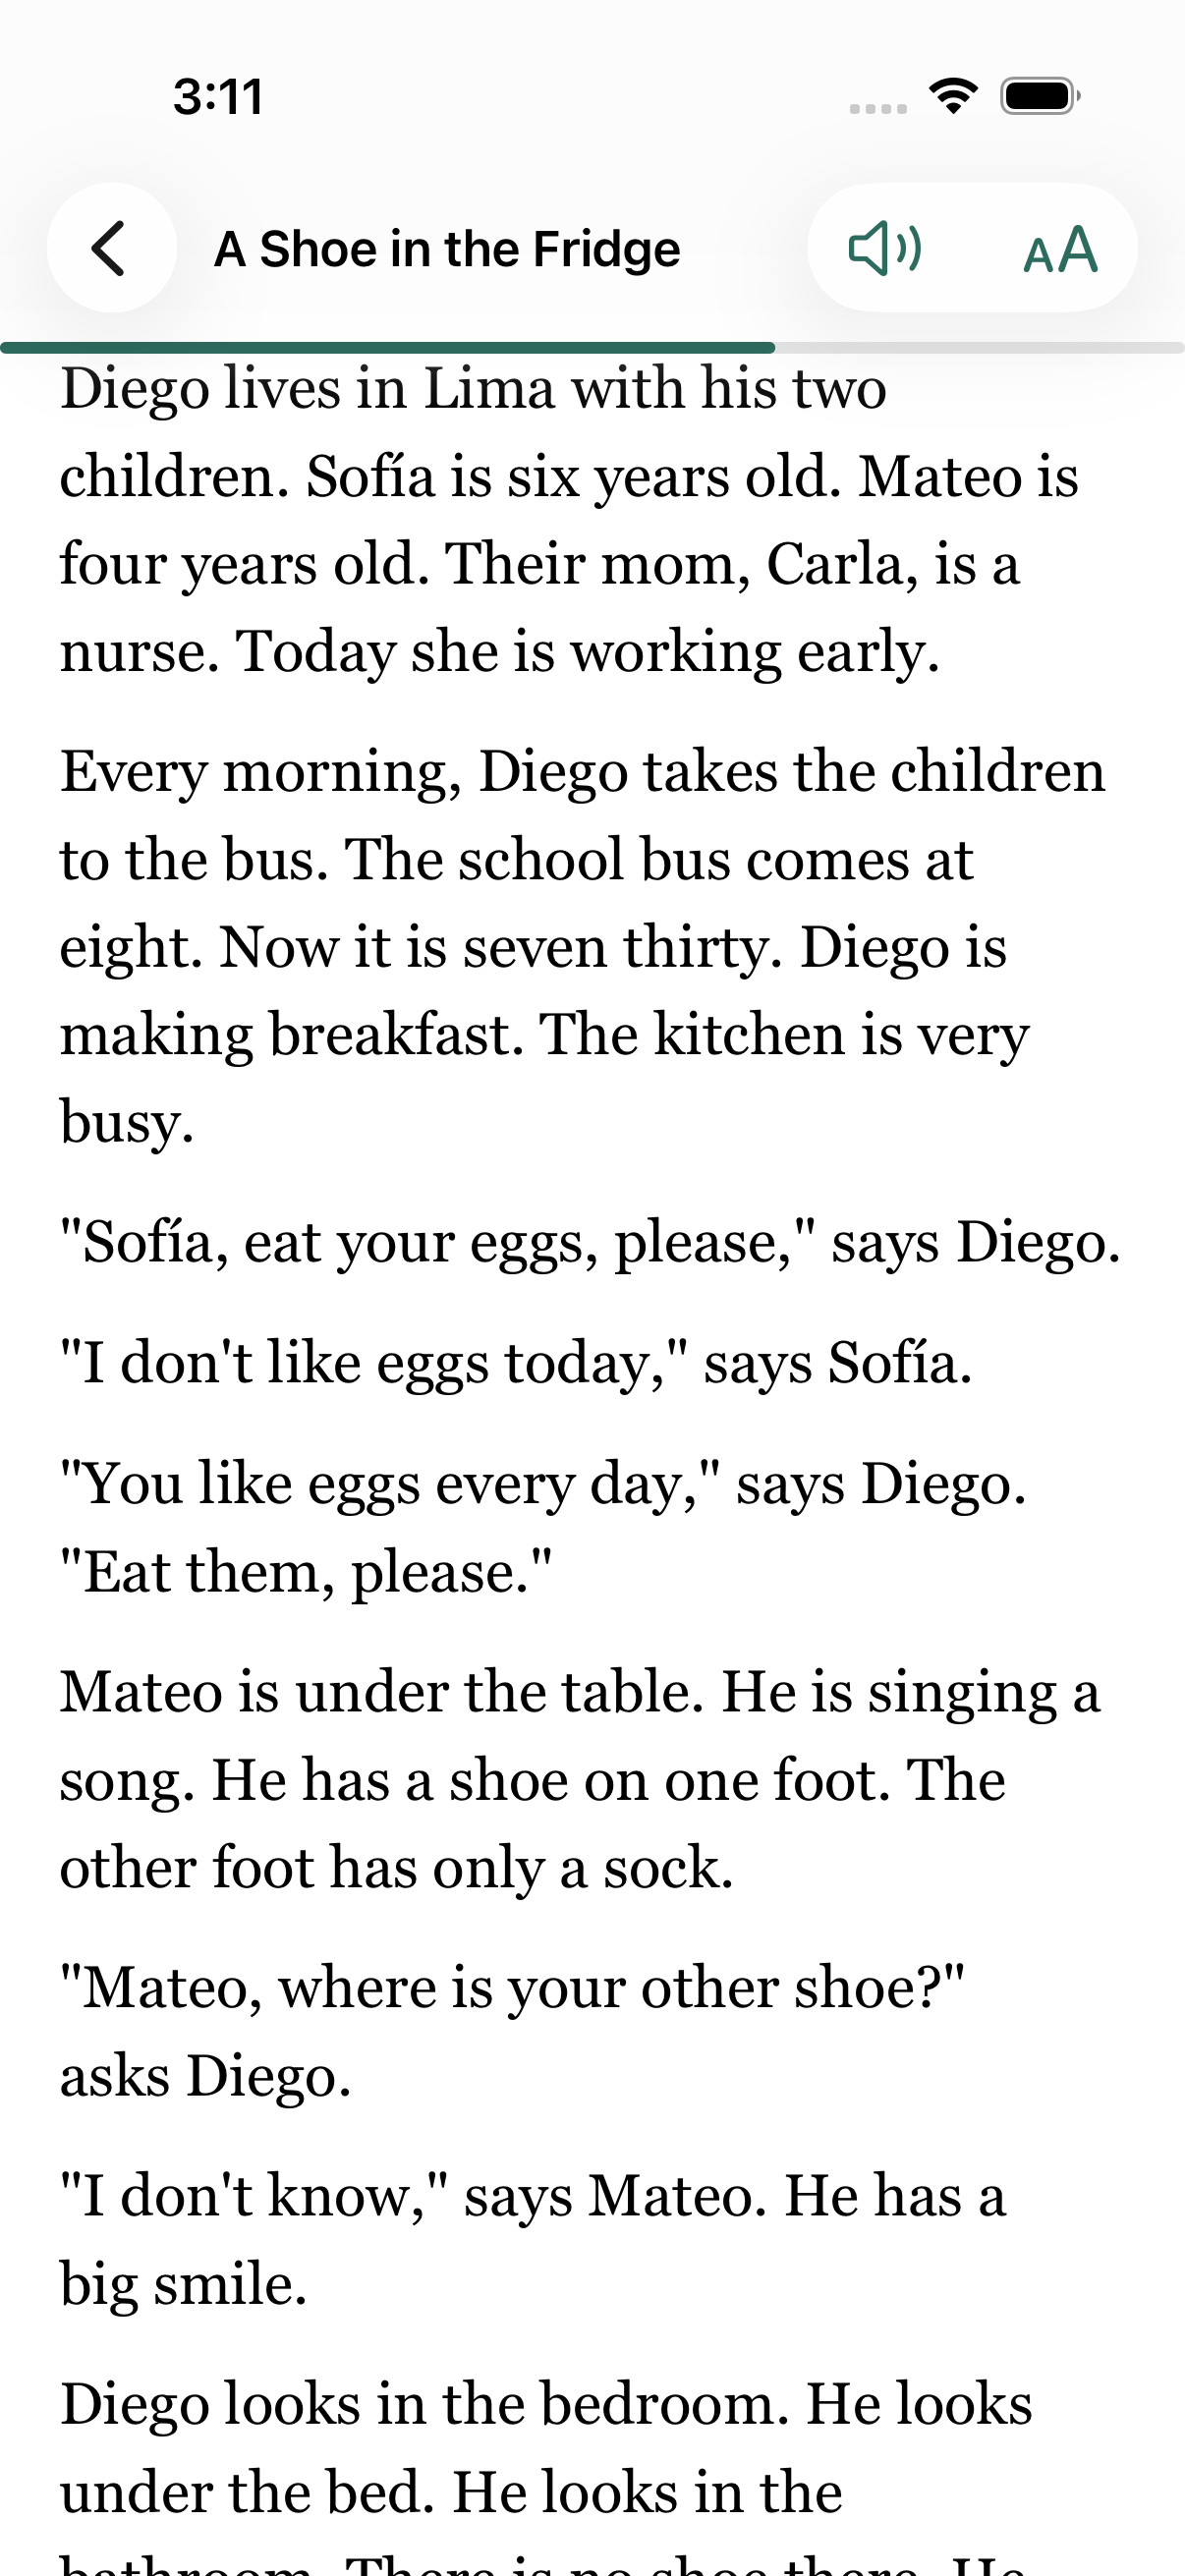 3:11
A Shoe in the Fridge
AA
Diego lives in Lima with his two
children. Sofía is six years old. Mateo is
four years old. Their mom, Carla, is a
nurse. Today she is working early.
Every morning, Diego takes the children
to the bus. The school bus comes at
eight. Now it is seven thirty. Diego is
making breakfast. The kitchen is very
busy.
"Sofía, eat your eggs, please," says Diego.
"I don't like eggs today," says Sofía.
"You like eggs every day," says Diego.
"Eat them, please."
Mateo is under the table. He is singing a
song. He has a shoe on one foot. The
other foot has only a sock.
"Mateo, where is your other shoe?"
asks Diego.
"I don't know," says Mateo. He has a
big smile.
Diego looks in the bedroom. He looks
under the bed. He looks in the
bathroom. There is no shoe there. He